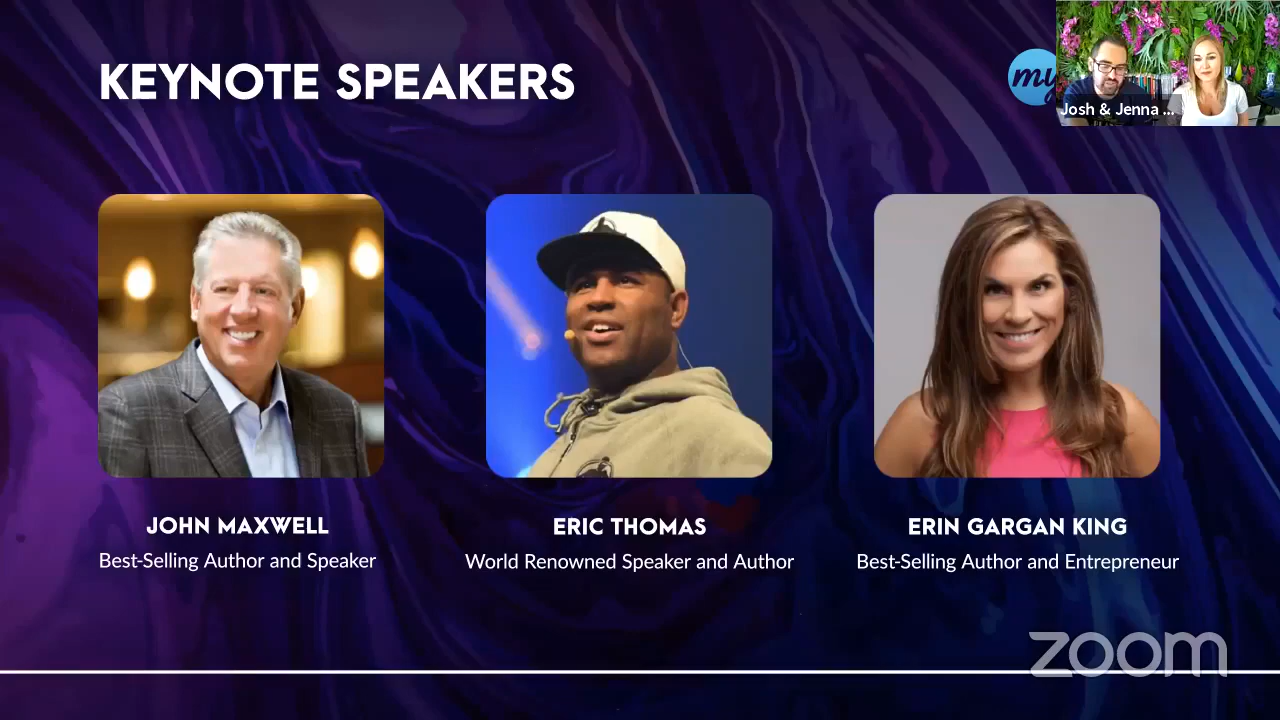 KEYNOTE SPEAKERS
my
Josh & Jenna ...
JOHN MAXWELL
Best-Selling Author and Speaker
ERIC THOMAS
World Renowned Speaker and Author
ERIN GARGAN KING
Best-Selling Author and Entrepreneur
zoom